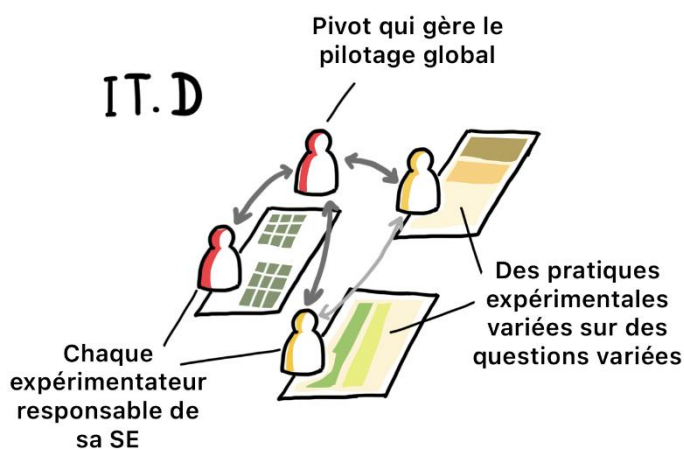 Pivot qui gère le
pilotage global
IT.D
Des pratiques
expérimentales
variées sur des
questions variées
Chaque
expérimentateur
responsable de
sa SE